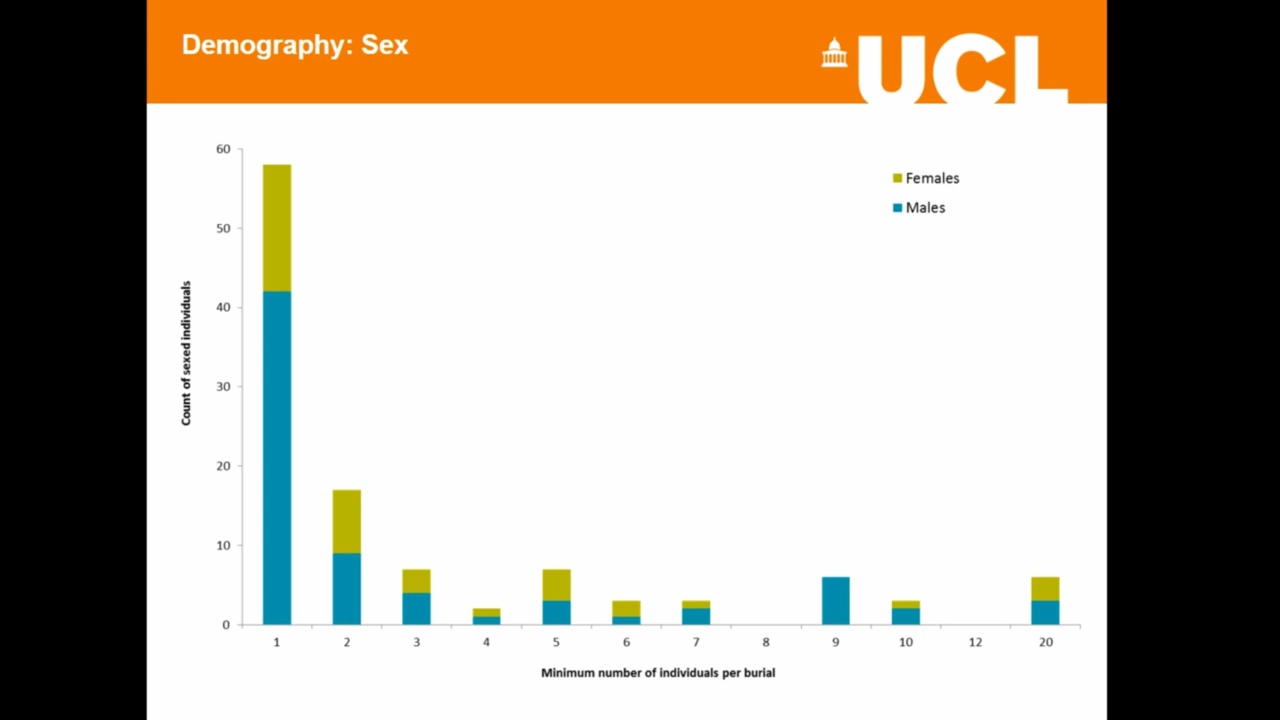 Demography: Sex
UCL
60
50
40
30
20
10
0
Count of sexed individuals
Females
Males
1 2 3 4 5 6 7 8 9 10 12 20
Minimum number of individuals per burial